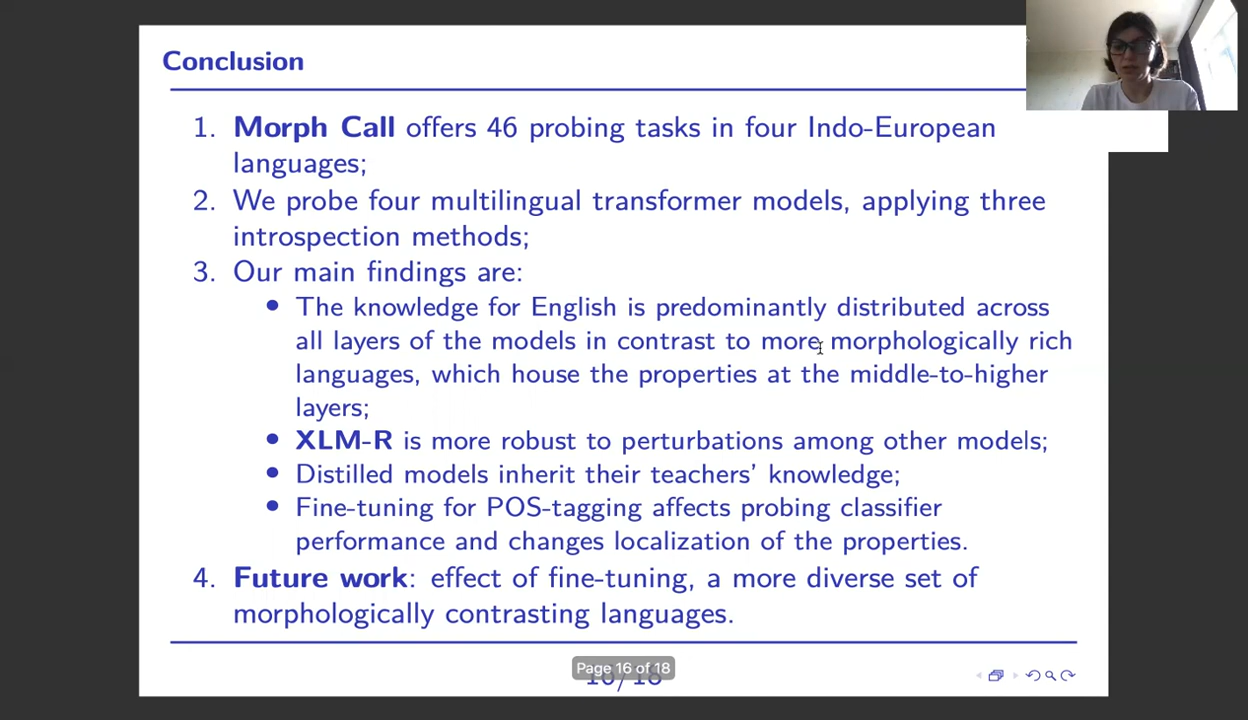 Conclusion
1. Morph Call offers 46 probing tasks in four Indo-European
languages;
2. We probe four multilingual transformer models, applying three
introspection methods;
3. Our main findings are:
• The knowledge for English is predominantly distributed across
all layers of the models in contrast to more morphologically rich
languages, which house the properties at the middle-to-higher
layers;
• XLM-R is more robust to perturbations among other models;
• Distilled models inherit their teachers' knowledge;
• Fine-tuning for POS-tagging affects probing classifier
performance and changes localization of the properties.
4. Future work: effect of fine-tuning, a more diverse set of
morphologically contrasting languages.
Page 16 of 18
16/18